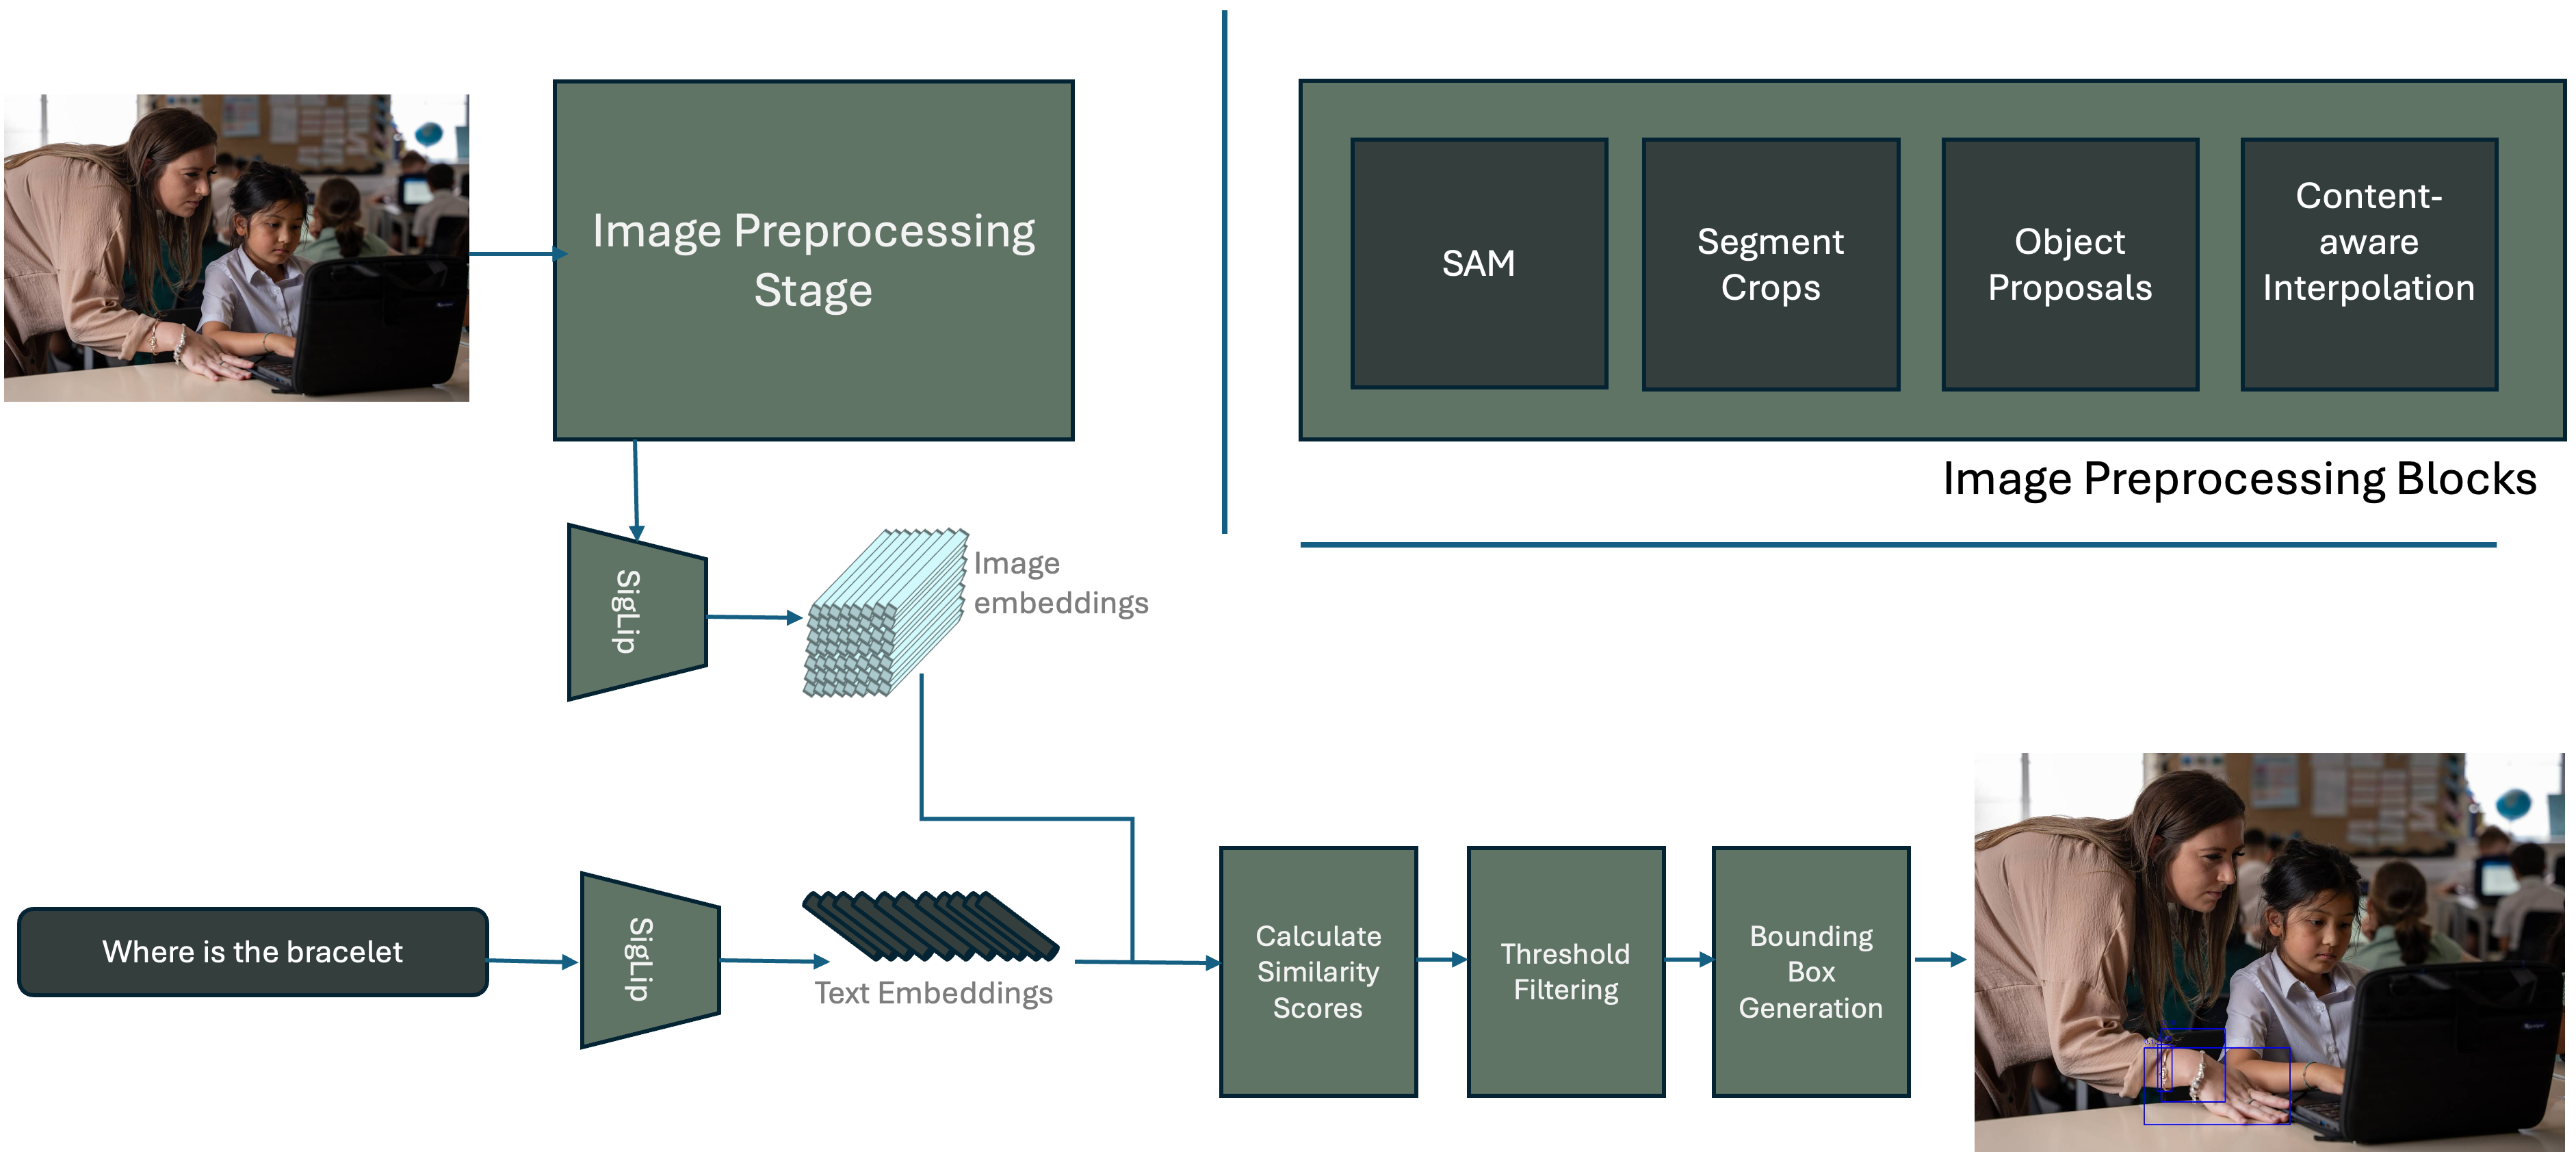 Image Preprocessing
Stage
SAM
Segment
Crops
Object
Proposals
Content-
aware
Interpolation
Image Preprocessing Blocks
SigLip
Image
embeddings
Where is the bracelet
SigLip
Text Embeddings
Calculate
Similarity
Scores
Threshold
Filtering
Bounding
Box
Generation